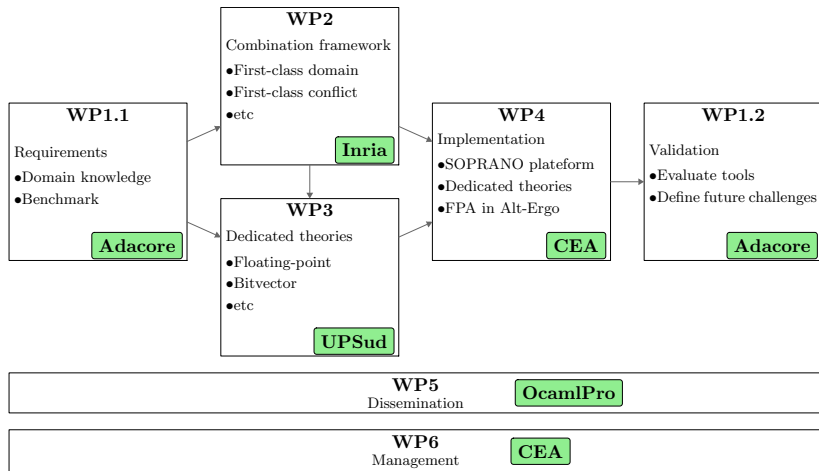 WP1.1
Requirements
●Domain knowledge
●Benchmark
Adacore
WP2
Combination framework
●First-class domain
●First-class conflict
●etc
Inria
WP3
Dedicated theories
●Floating-point
●Bitvector
●etc
UPSud
WP4
Implementation
●SOPRANO plateform
●Dedicated theories
●FPA in Alt-Ergo
CEA
WP1.2
Validation
●Evaluate tools
●Define future challenges
Adacore
WP5
Dissemination
OcamlPro
WP6
Management
CEA